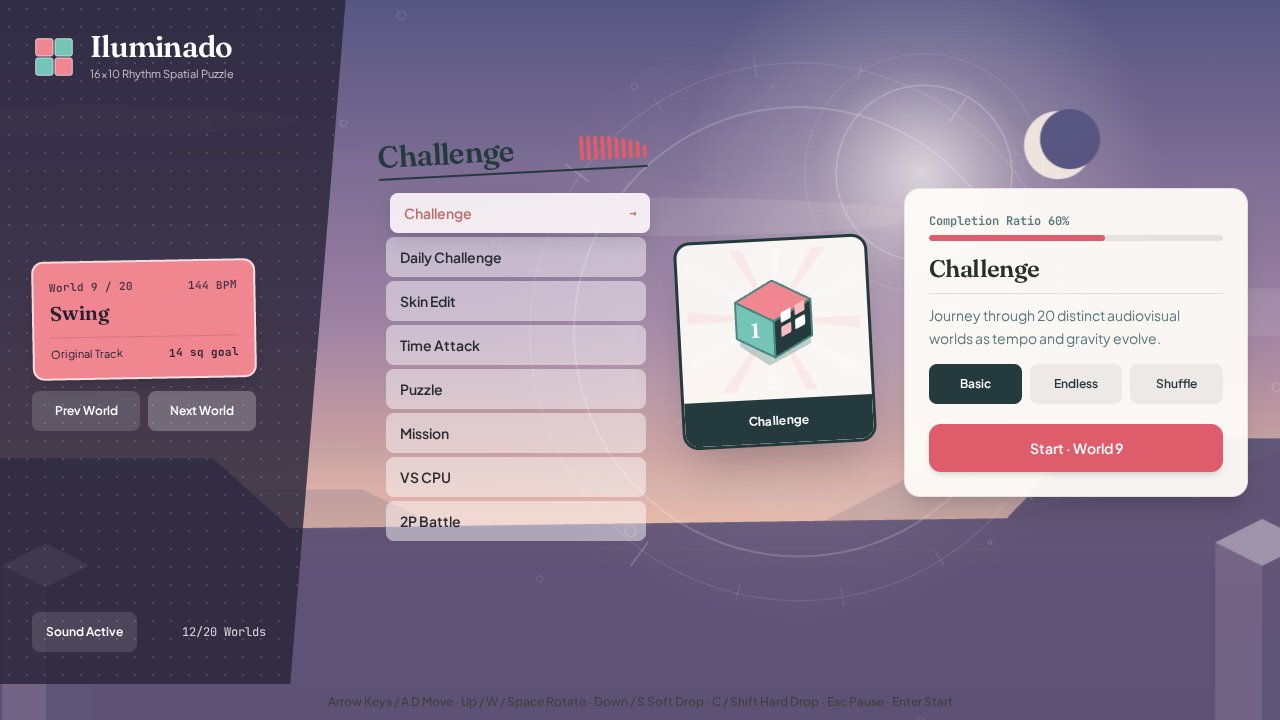 Iluminado
16×10 Rhythm Spatial Puzzle
World 9 / 20
144 BPM
Swing
Original Track
14 sq goal
Prev World
Next World
Sound Active
12/20 Worlds
Challenge
Challenge →
Daily Challenge
Skin Edit
Time Attack
Puzzle
Mission
VS CPU
2P Battle
1
Challenge
Completion Ratio 60%
Challenge
Journey through 20 distinct audiovisual
worlds as tempo and gravity evolve.
Basic
Endless
Shuffle
Start · World 9
Arrow Keys / A D Move · Up / W / Space Rotate · Down / S Soft Drop · C / Shift Hard Drop · Esc Pause · Enter Start